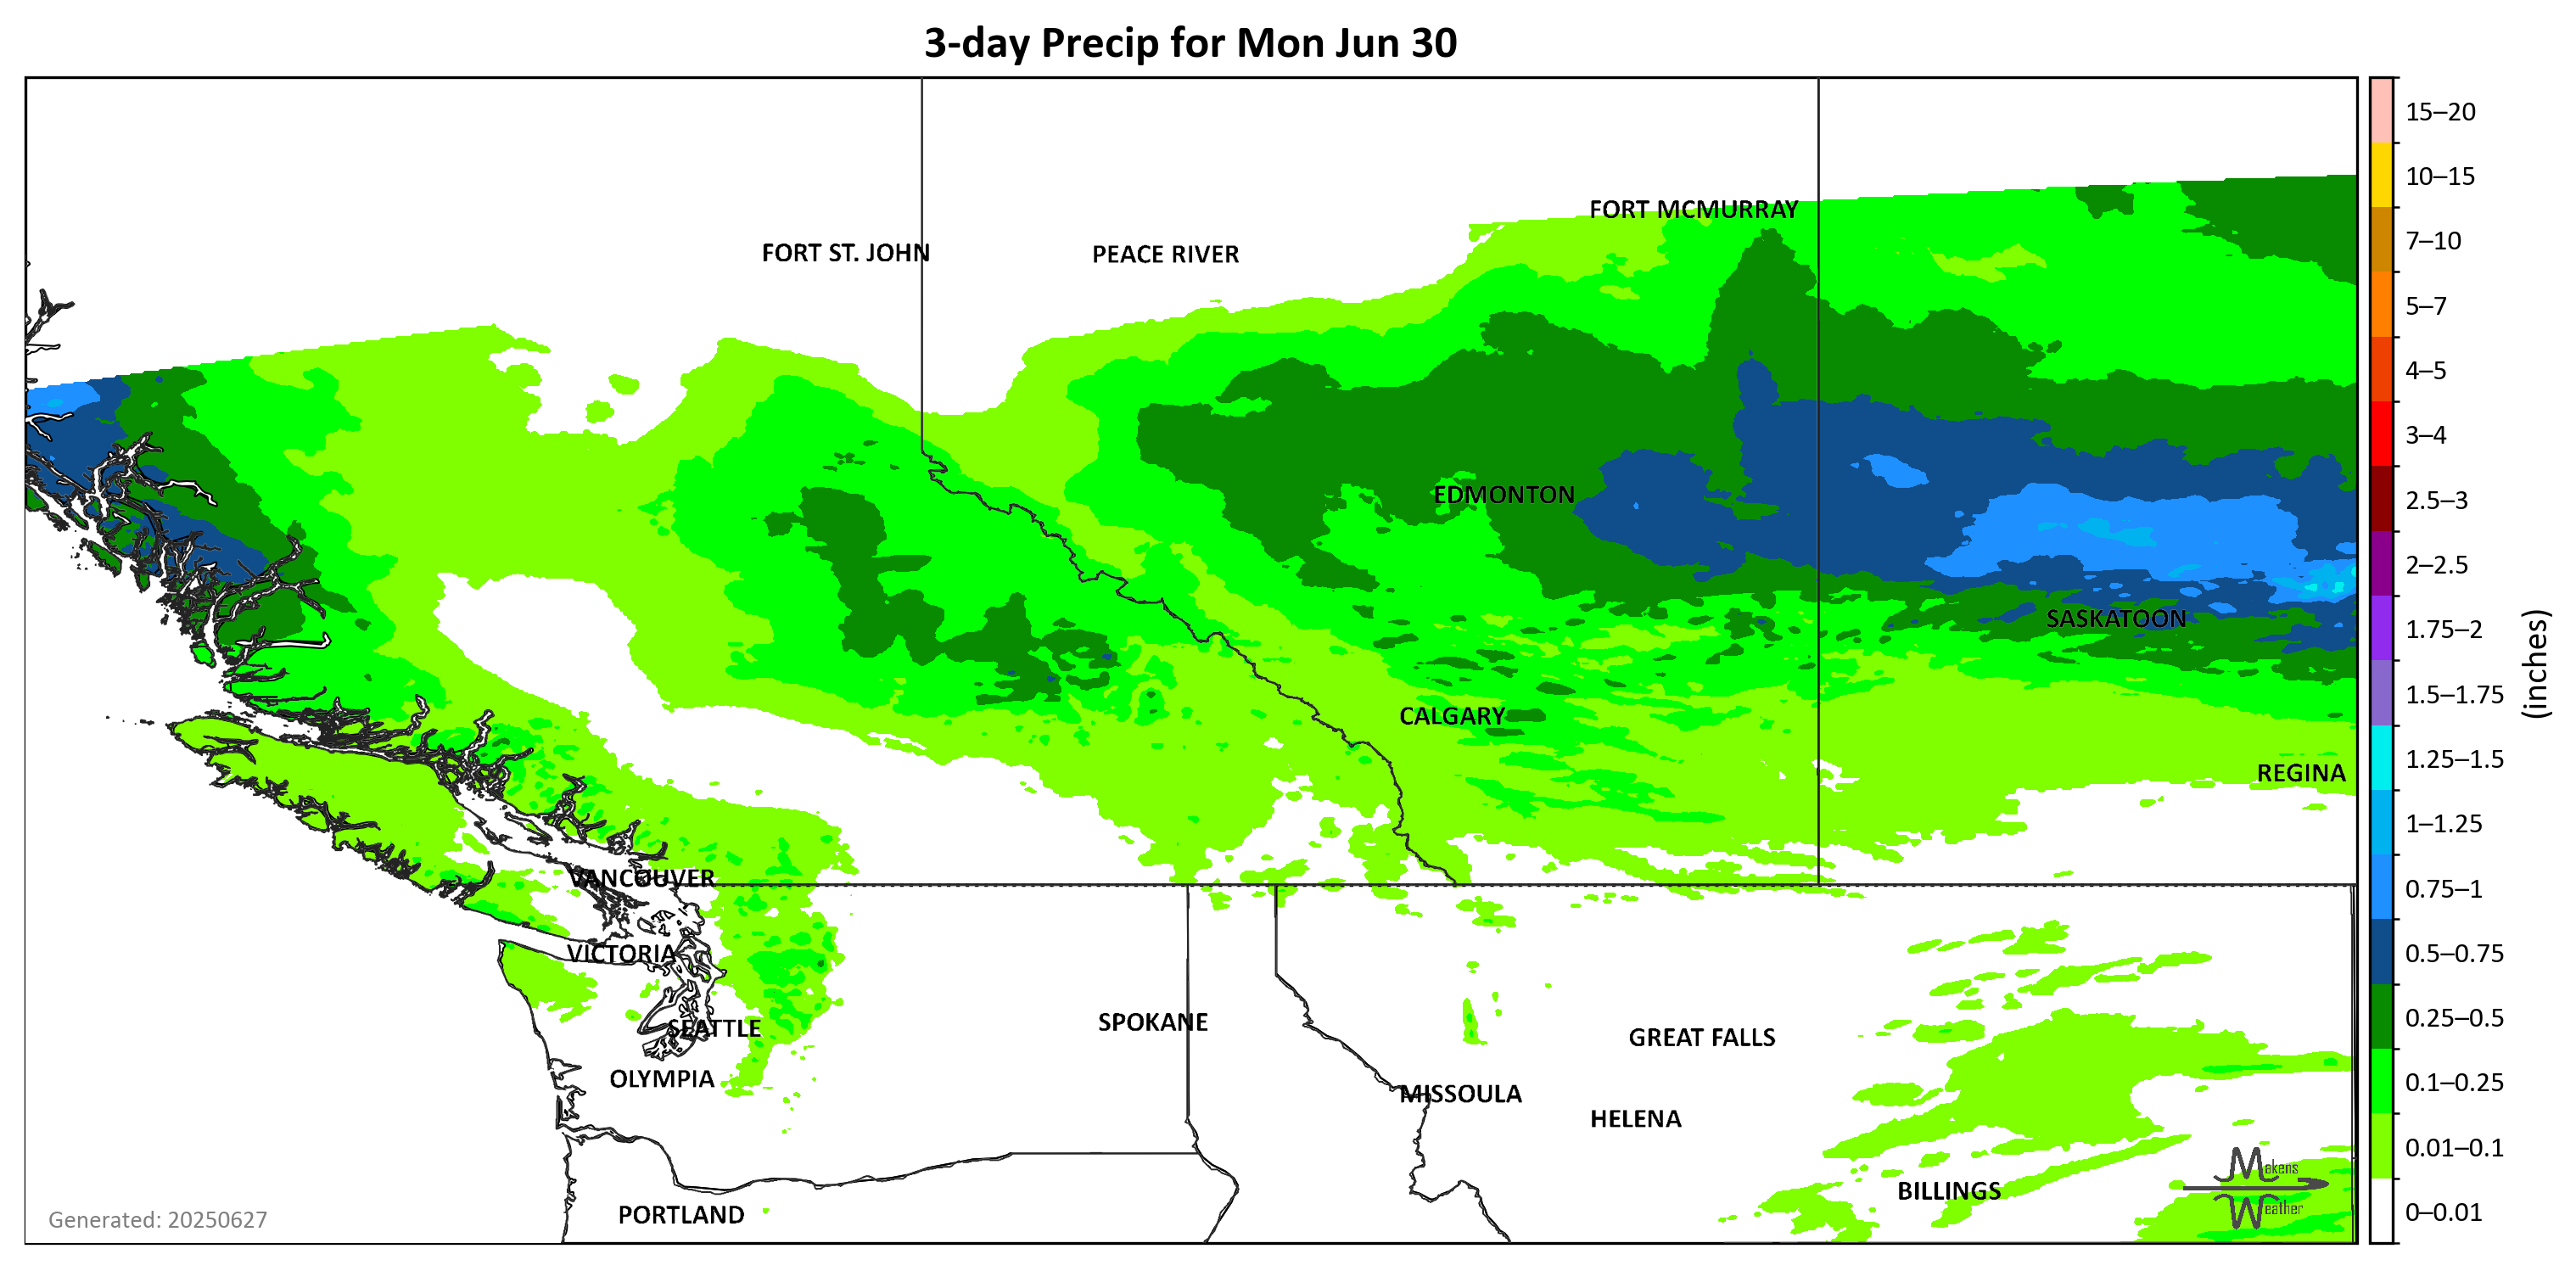 3-day Precip for Mon Jun 30
15–20
10–15
7–10
5–7
4–5
3–4
2.5–3
2–2.5
1.75–2
1.5–1.75
1.25–1.5
1–1.25
0.75–1
0.5–0.75
0.25–0.5
0.1–0.25
0.01–0.1
0–0.01
(inches)
FORT MCMURRAY
FORT ST. JOHN
PEACE RIVER
EDMONTON
SASKATOON
CALGARY
REGINA
VANCOUVER
VICTORIA
SEATTLE
SPOKANE
GREAT FALLS
OLYMPIA
MISSOULA
HELENA
BILLINGS
PORTLAND
Makens
Weather
Generated: 20250627